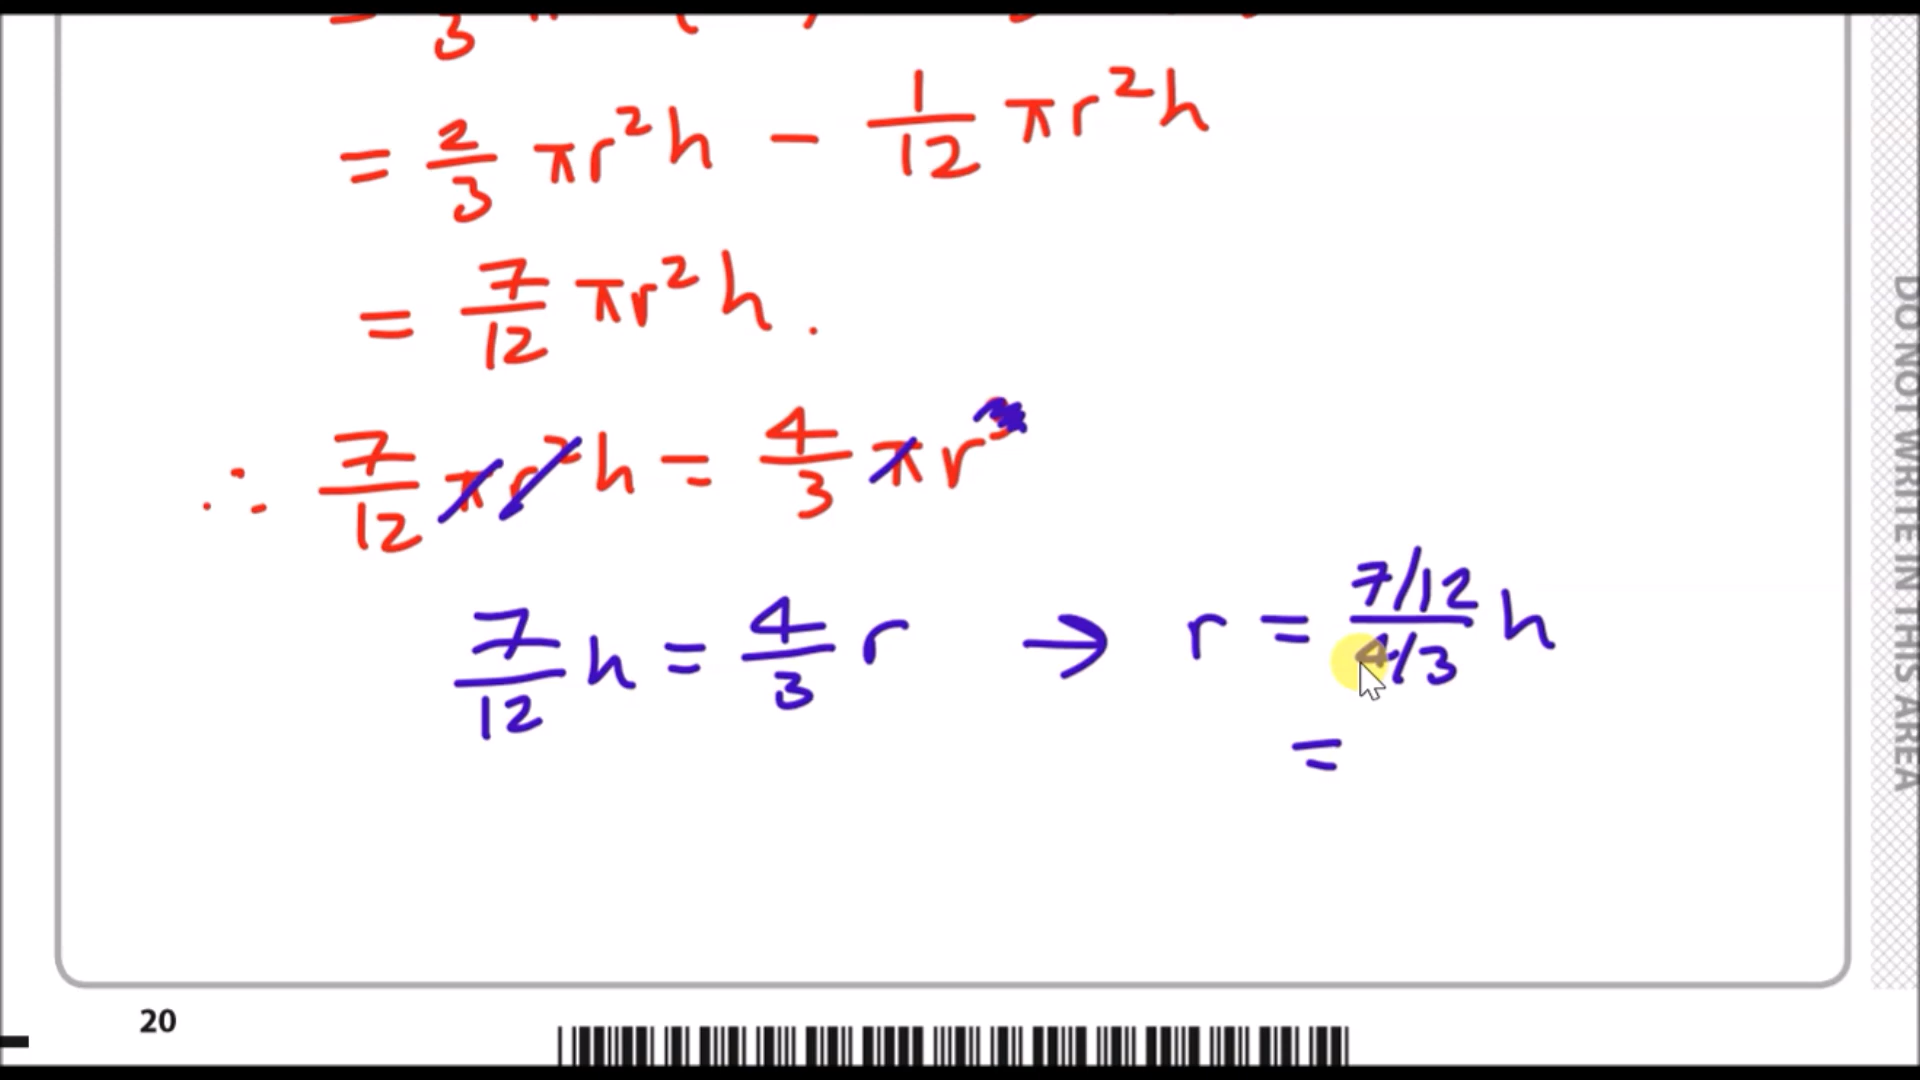 = 2/3 πr²h − 1/12 πr²h
= 7/12 πr²h .
∴ 7/12 πr²h = 4/3 πr³
7/12 h = 4/3 r → r = 7/12 / 4/3 h
=
20
DO NOT WRITE IN THIS AREA